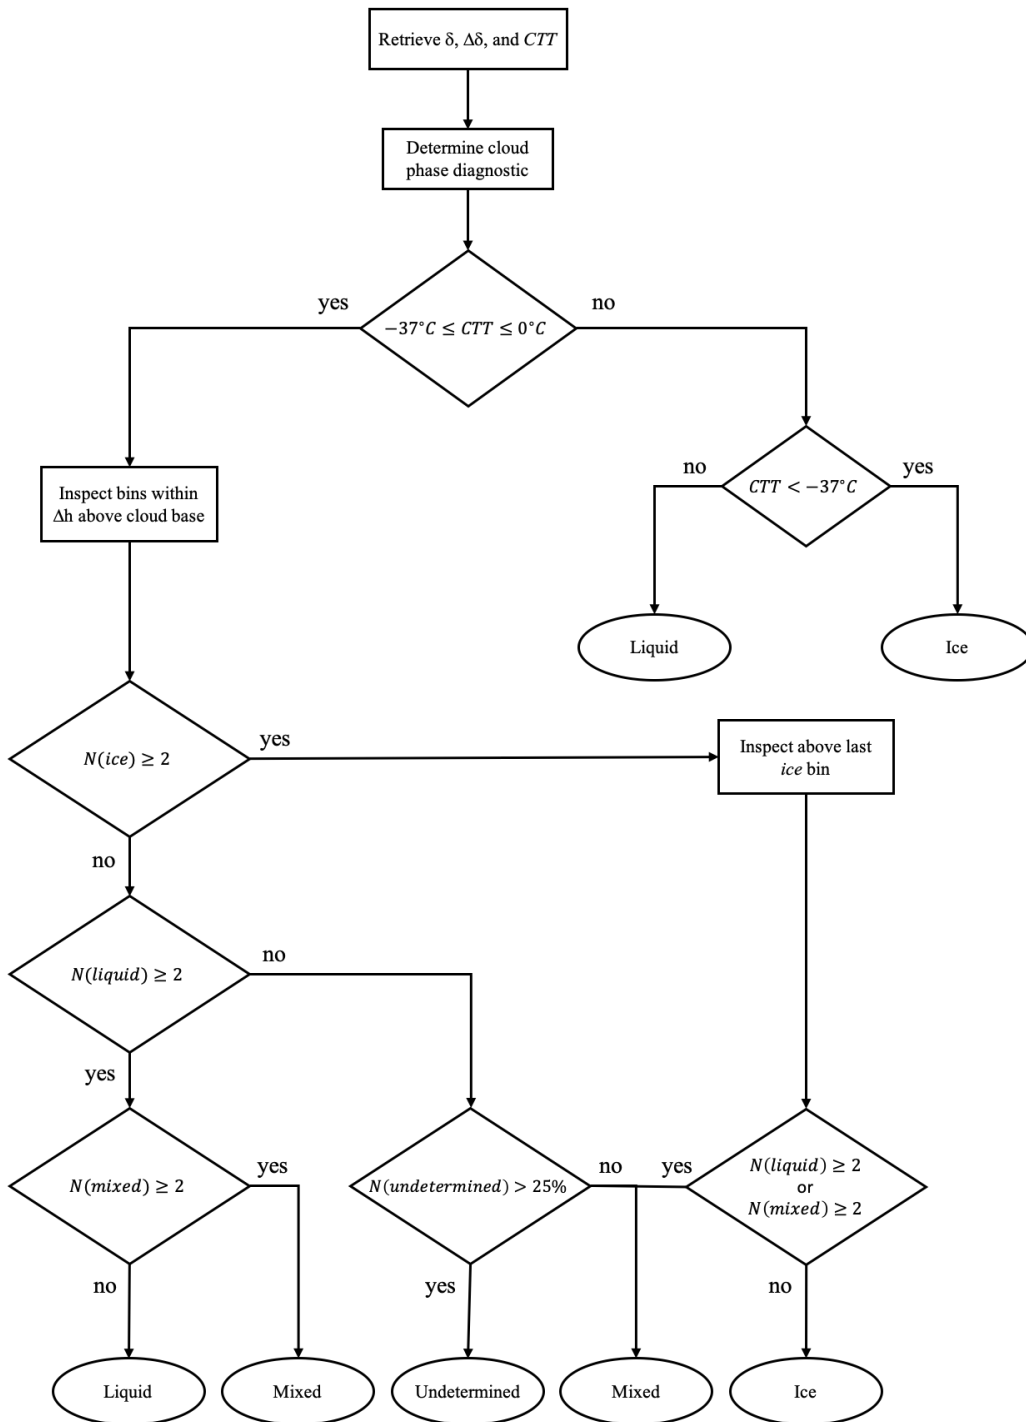 Retrieve δ, Δδ, and CTT
Determine cloud
phase diagnostic
yes
no
−37°C ≤ CTT ≤ 0°C
no
yes
CTT < −37°C
Inspect bins within
Δh above cloud base
Liquid
Ice
yes
N(ice) ≥ 2
Inspect above last
ice bin
no
no
N(liquid) ≥ 2
yes
yes
N(mixed) ≥ 2
no
N(undetermined) > 25%
yes
N(liquid) ≥ 2
or
N(mixed) ≥ 2
no
yes
no
Liquid
Mixed
Undetermined
Mixed
Ice